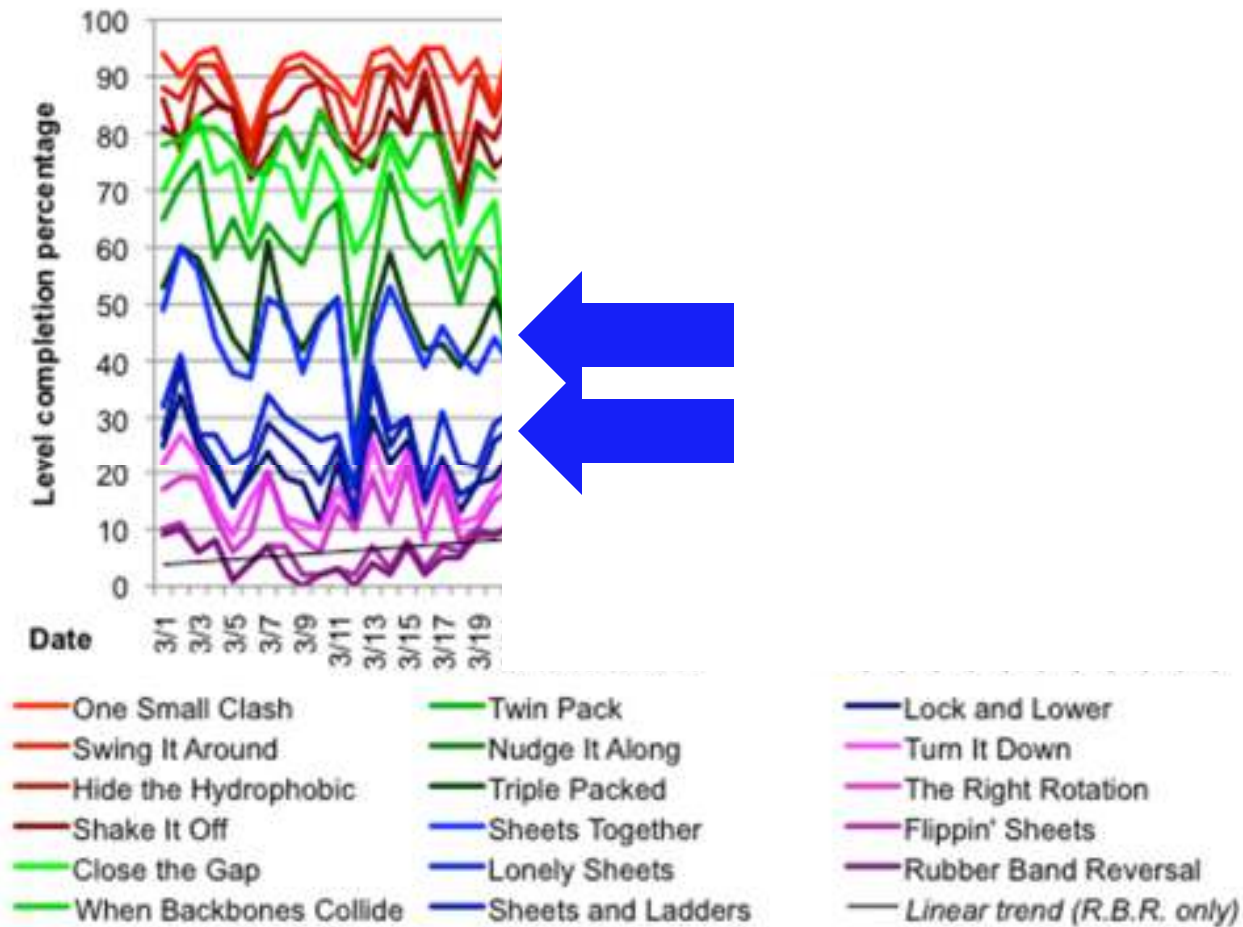 Level completion percentage
100
90
80
70
60
50
40
30
20
10
0
Date
3/1 3/3 3/5 3/7 3/9 3/11 3/13 3/15 3/17 3/19
One Small Clash
Swing It Around
Hide the Hydrophobic
Shake It Off
Close the Gap
When Backbones Collide
Twin Pack
Nudge It Along
Triple Packed
Sheets Together
Lonely Sheets
Sheets and Ladders
Lock and Lower
Turn It Down
The Right Rotation
Flippin' Sheets
Rubber Band Reversal
Linear trend (R.B.R. only)